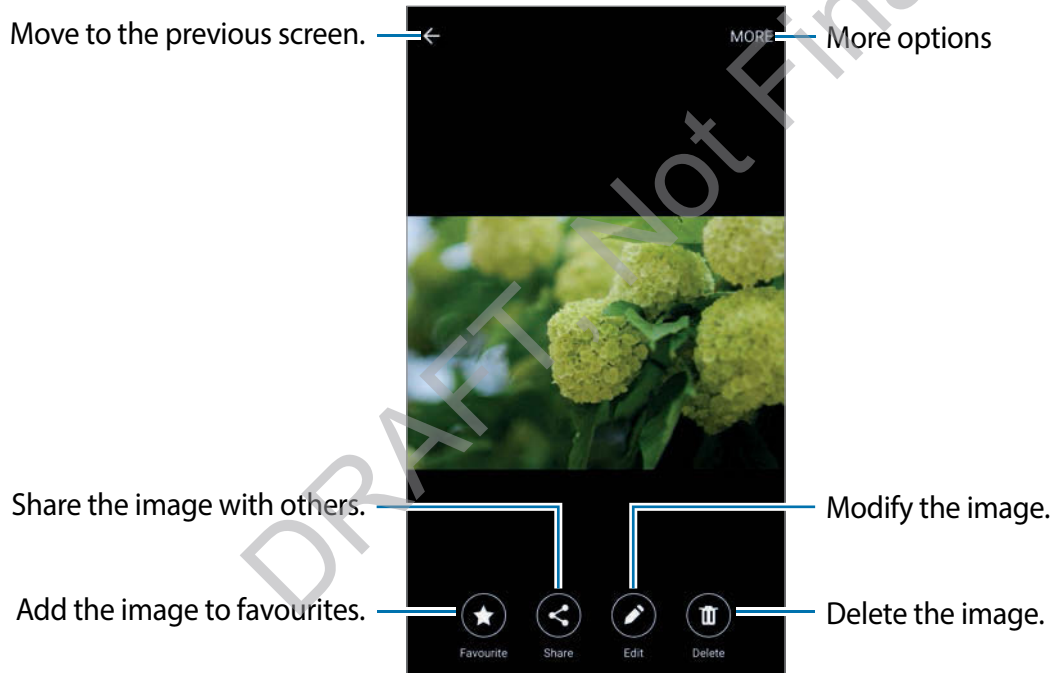 Move to the previous screen.
MORE
More options
DRAFT, Not Fina
Share the image with others.
Modify the image.
Add the image to favourites.
Delete the image.
Favourite
Share
Edit
Delete